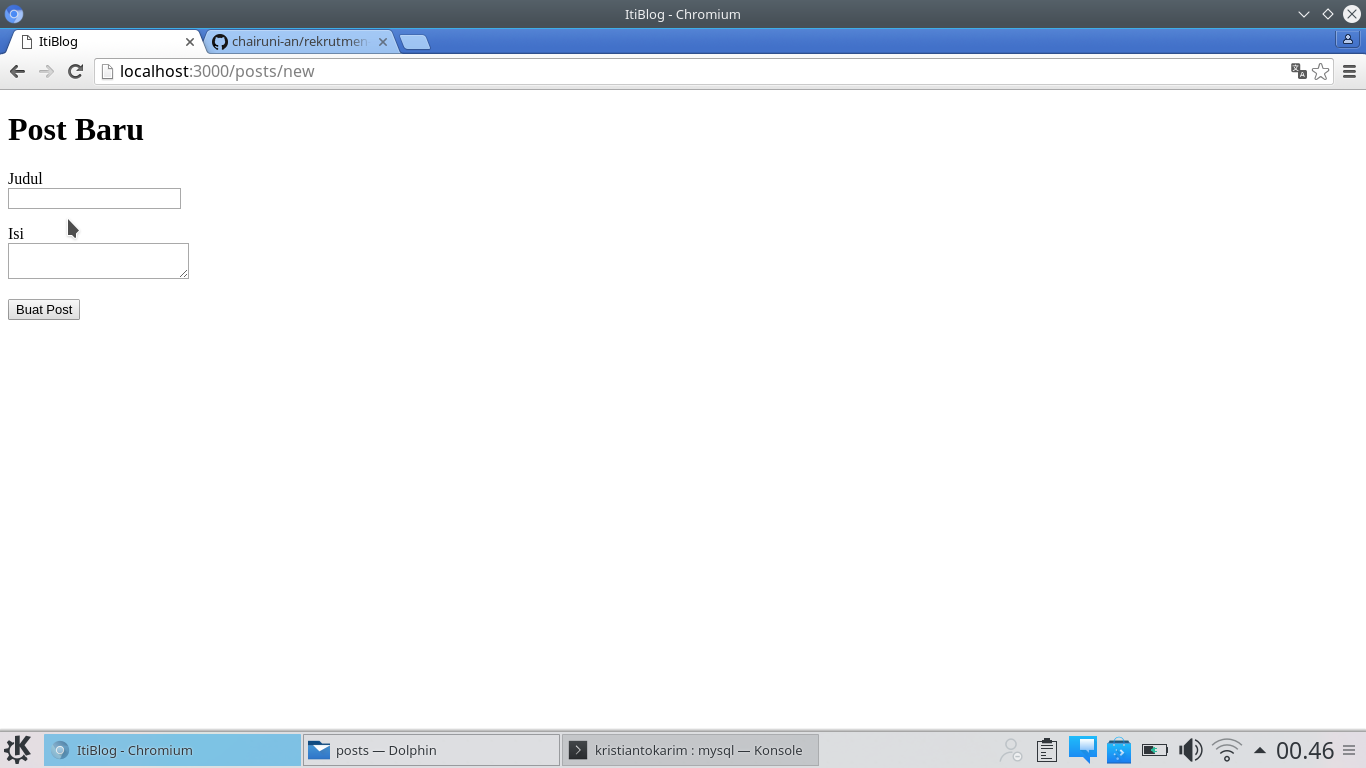 ItiBlog - Chromium
ItiBlog
chairuni-an/rekrutmen
localhost:3000/posts/new
Post Baru
Judul
Isi
Buat Post
ItiBlog - Chromium
posts — Dolphin
kristiantokarim : mysql — Konsole
00.46